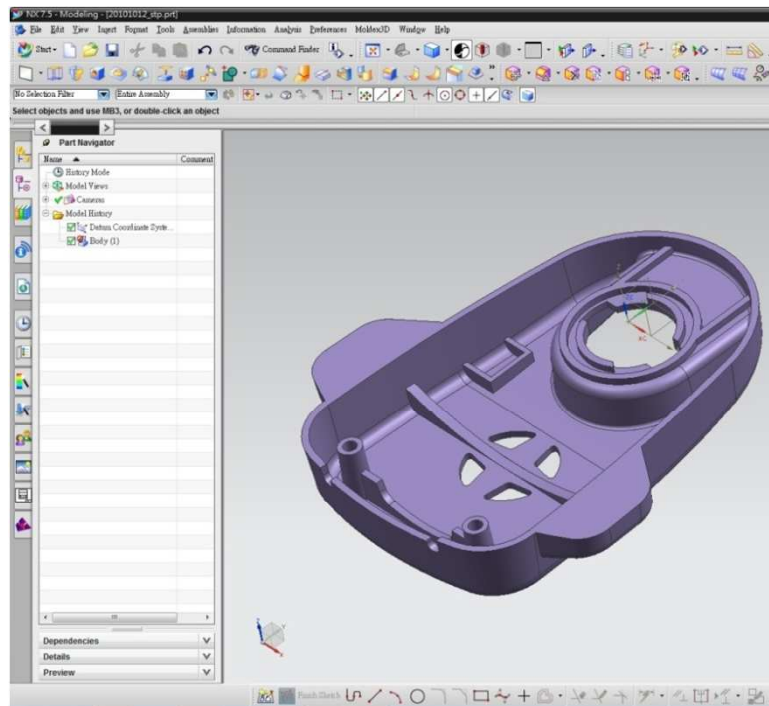 NX 7.5 - Modeling - [20101012_stp.prt]
File Edit View Insert Format Tools Assemblies Information Analysis Preferences Moldex3D Window Help
Start Command Finder
No Selection Filter Entire Assembly
Select objects and use MB3, or double-click an object
Part Navigator
Name Comment
History Mode
Model Views
Cameras
Model History
Datum Coordinate Syste...
Body (1)
Dependencies
Details
Preview
Finish Sketch